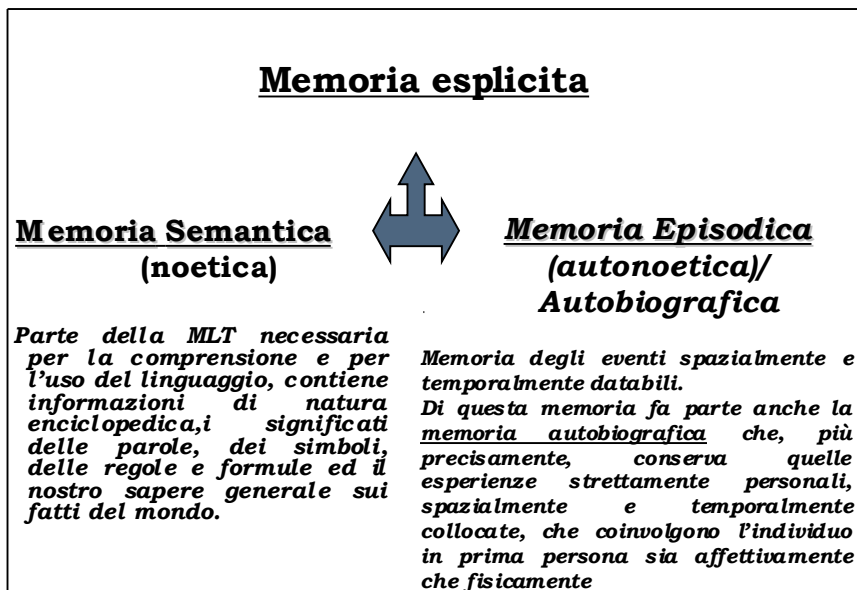 Memoria esplicita
Memoria Semantica
(noetica)
Parte della MLT necessaria
per la comprensione e per
l'uso del linguaggio, contiene
informazioni di natura
enciclopedica,i significati
delle parole, dei simboli,
delle regole e formule ed il
nostro sapere generale sui
fatti del mondo.
Memoria Episodica
(autonoetica)/
Autobiografica
.
Memoria degli eventi spazialmente e
temporalmente databili.
Di questa memoria fa parte anche la
memoria autobiografica che, più
precisamente, conserva quelle
esperienze strettamente personali,
spazialmente e temporalmente
collocate, che coinvolgono l'individuo
in prima persona sia affettivamente
che fisicamente